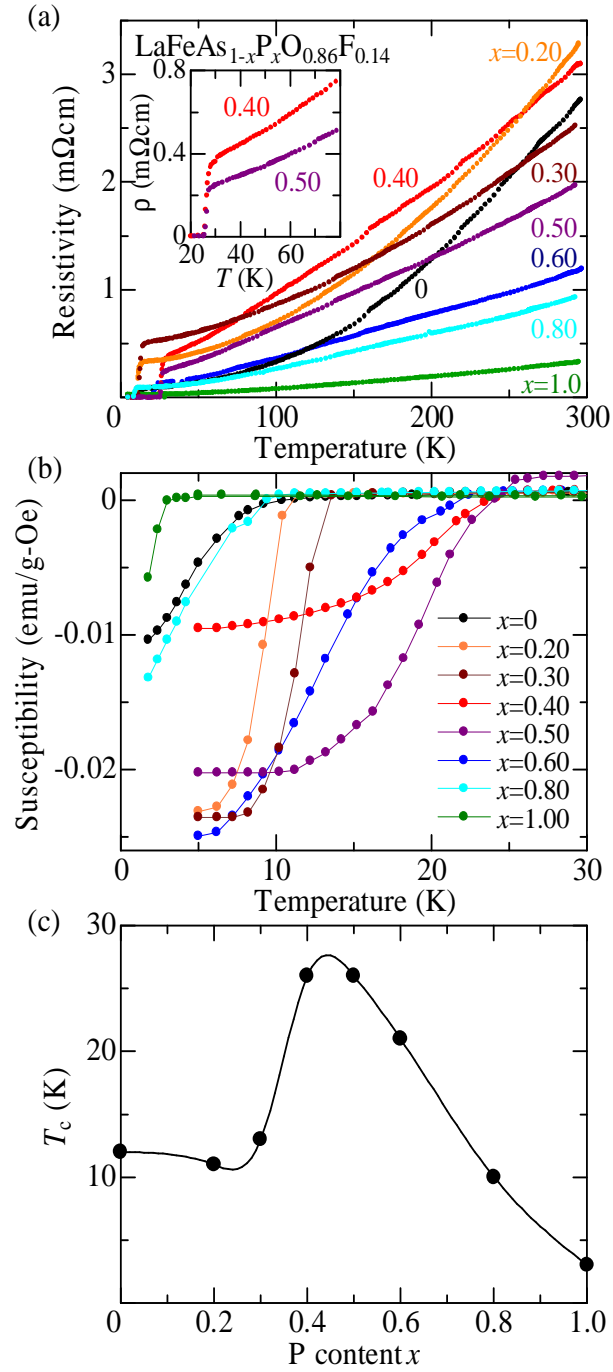 (a)
LaFeAs1-xPxO0.86F0.14
x=0.20
0.8
0.40
0.4
0.50
0
20 40 60
T (K)
ρ (mΩcm)
0.40
0.30
0.50
0.60
0
0.80
x=1.0
3
2
1
Resistivity (mΩcm)
100 200 300
Temperature (K)
(b)
0
-0.01
-0.02
Susceptibility (emu/g-Oe)
x=0
x=0.20
x=0.30
x=0.40
x=0.50
x=0.60
x=0.80
x=1.00
0 10 20 30
Temperature (K)
(c)
30
20
10
Tc (K)
0 0.2 0.4 0.6 0.8 1.0
P content x